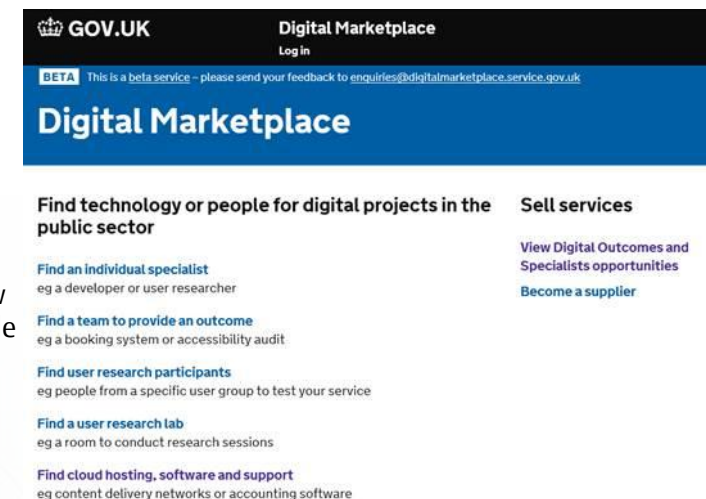 GOV.UK
Digital Marketplace
Log in
BETA This is a beta service – please send your feedback to enquiries@digitalmarketplace.service.gov.uk
Digital Marketplace
Find technology or people for digital projects in the
public sector
Find an individual specialist
eg a developer or user researcher
Find a team to provide an outcome
eg a booking system or accessibility audit
Find user research participants
eg people from a specific user group to test your service
Find a user research lab
eg a room to conduct research sessions
Find cloud hosting, software and support
eg content delivery networks or accounting software
Sell services
View Digital Outcomes and
Specialists opportunities
Become a supplier